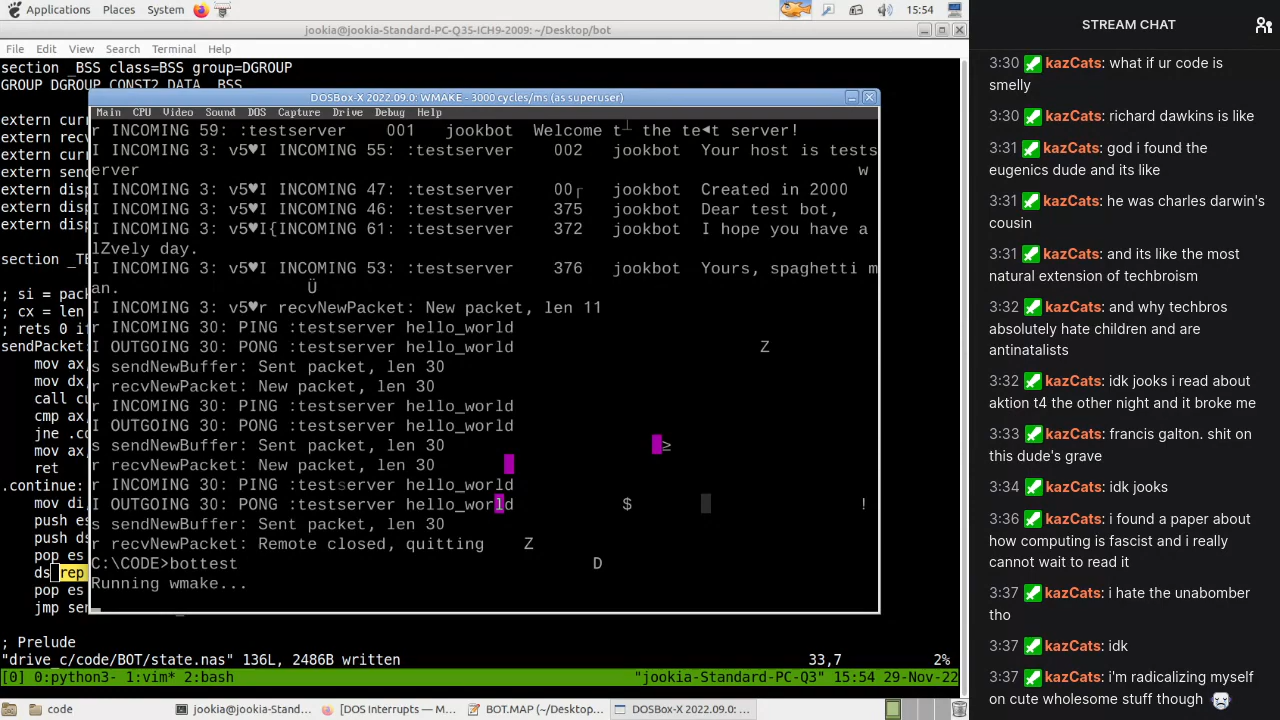 Applications Places System 15:54
jookia@jookia-Standard-PC-Q35-ICH9-2009: ~/Desktop/bot
File Edit View Search Terminal Help
section _BSS class=BSS group=DGROUP
GROUP DGROUP CONST2 DATA _BSS
extern curr
extern recv
extern curr
extern send
extern disp
extern disp
extern disp
section _TE
; si = pack
; cx = len
; rets 0 if
sendPacket:
mov ax,
mov dx,
call cu
cmp ax,
jne .co
mov ax,
ret
.continue:
mov di,
push es
push ds
pop es
ds rep
pop es
jmp sen
; Prelude
"drive_c/code/BOT/state.nas" 136L, 2486B written 33,7 2%
[0] 0:python3- 1:vim* 2:bash "jookia-Standard-PC-Q3" 15:54 29-Nov-22
DOSBox-X 2022.09.0: WMAKE - 3000 cycles/ms (as superuser)
Main CPU Video Sound DOS Capture Drive Debug Help
r INCOMING 59: :testserver 001 jookbot Welcome t┴ the te◄t server!
I INCOMING 3: v5♥I INCOMING 55: :testserver 002 jookbot Your host is tests
erver w
I INCOMING 3: v5♥I INCOMING 47: :testserver 00┌ jookbot Created in 2000
I INCOMING 3: v5♥I INCOMING 46: :testserver 375 jookbot Dear test bot,
I INCOMING 3: v5♥I{INCOMING 61: :testserver 372 jookbot I hope you have a
lZvely day.
I INCOMING 3: v5♥I INCOMING 53: :testserver 376 jookbot Yours, spaghetti m
an. Ü
I INCOMING 3: v5♥r recvNewPacket: New packet, len 11
r INCOMING 30: PING :testserver hello_world
I OUTGOING 30: PONG :testserver hello_world Z
s sendNewBuffer: Sent packet, len 30
r recvNewPacket: New packet, len 30
r INCOMING 30: PING :testserver hello_world
I OUTGOING 30: PONG :testserver hello_world
s sendNewBuffer: Sent packet, len 30 ≥
r recvNewPacket: New packet, len 30
r INCOMING 30: PING :testserver hello_world
I OUTGOING 30: PONG :testserver hello_world $ !
s sendNewBuffer: Sent packet, len 30
r recvNewPacket: Remote closed, quitting Z
C:\CODE>bottest D
Running wmake...
code jookia@jookia-Standa... [DOS Interrupts — M... BOT.MAP (~/Desktop... DOSBox-X 2022.09.0: ...
STREAM CHAT
3:30 kazCats: what if ur code is
smelly
3:30 kazCats: richard dawkins is like
3:31 kazCats: god i found the
eugenics dude and its like
3:31 kazCats: he was charles darwin's
cousin
3:31 kazCats: and its like the most
natural extension of techbroism
3:32 kazCats: and why techbros
absolutely hate children and are
antinatalists
3:32 kazCats: idk jooks i read about
aktion t4 the other night and it broke me
3:33 kazCats: francis galton. shit on
this dude's grave
3:34 kazCats: idk jooks
3:36 kazCats: i found a paper about
how computing is fascist and i really
cannot wait to read it
3:37 kazCats: i hate the unabomber
tho
3:37 kazCats: idk
3:37 kazCats: i'm radicalizing myself
on cute wholesome stuff though